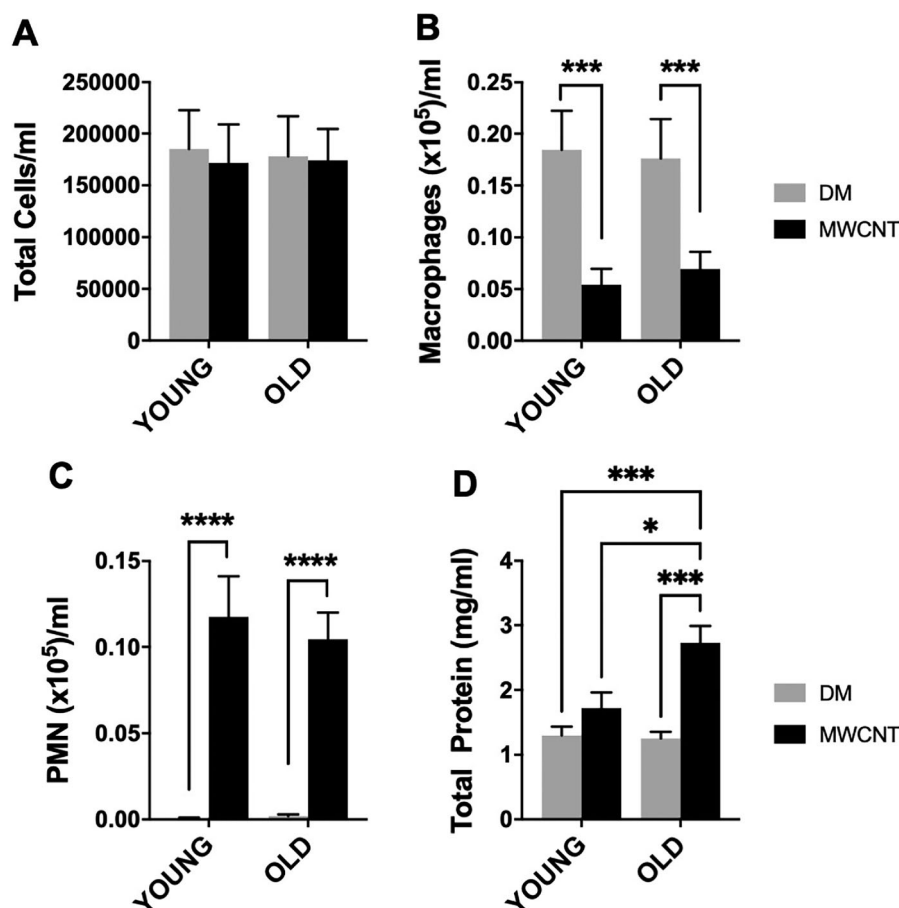 A
Total Cells/ml
250000
200000
150000
100000
50000
0
YOUNG
OLD
B
Macrophages (x10⁵)/ml
0.25
0.20
0.15
0.10
0.05
0.00
*** ***
YOUNG
OLD
DM
MWCNT
C
PMN (x10⁵)/ml
0.15
0.10
0.05
0.00
****
****
YOUNG
OLD
D
Total Protein (mg/ml)
4
3
2
1
0
***
*
***
YOUNG
OLD
DM
MWCNT